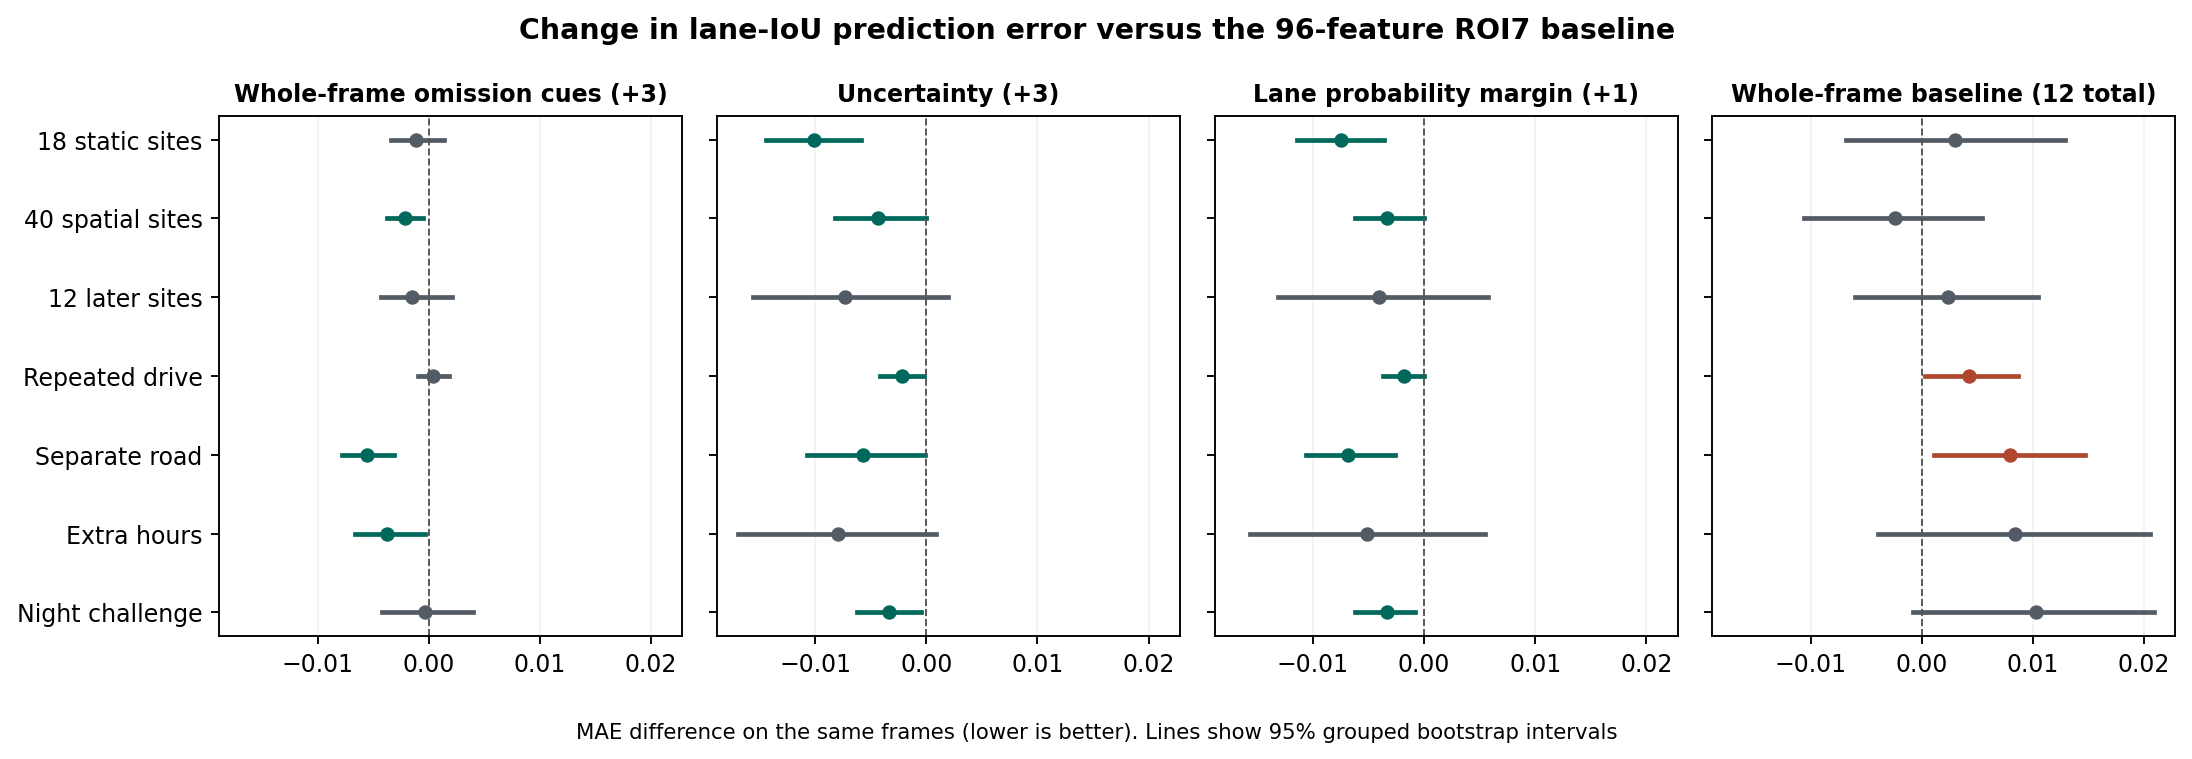 Change in lane-IoU prediction error versus the 96-feature ROI7 baseline
Whole-frame omission cues (+3)
Uncertainty (+3)
Lane probability margin (+1)
Whole-frame baseline (12 total)
18 static sites
40 spatial sites
12 later sites
Repeated drive
Separate road
Extra hours
Night challenge
−0.01 0.00 0.01 0.02
−0.01 0.00 0.01 0.02
−0.01 0.00 0.01 0.02
−0.01 0.00 0.01 0.02
MAE difference on the same frames (lower is better). Lines show 95% grouped bootstrap intervals